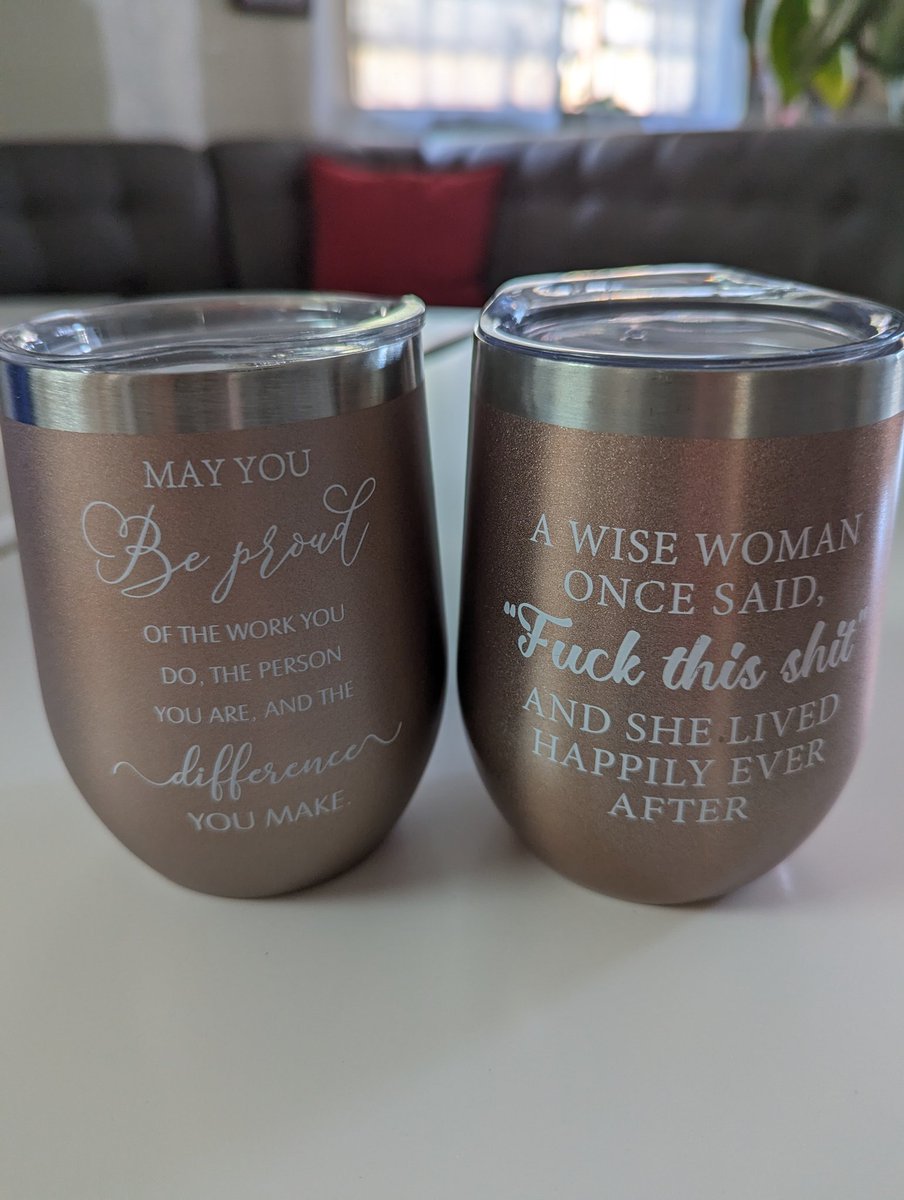 MAY YOU
Be proud
OF THE WORK YOU
DO, THE PERSON
YOU ARE, AND THE
difference
YOU MAKE.
A WISE WOMAN
ONCE SAID,
"Fuck this shit"
AND SHE LIVED
HAPPILY EVER
AFTER